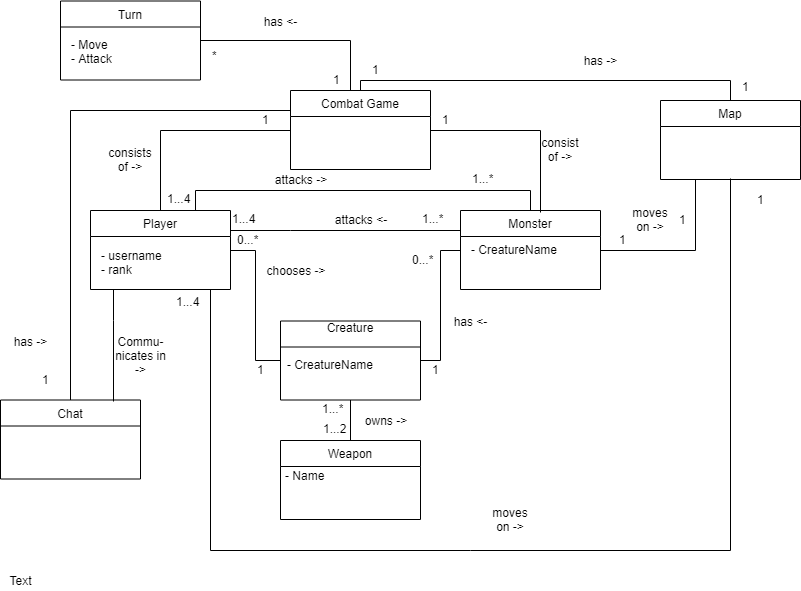 Turn
- Move
- Attack
has <-
*
1
1
has ->
1
Combat Game
Map
1
1
consists
of ->
consist
of ->
attacks ->
1...*
1...4
Player
- username
- rank
1...4
attacks <-
1...*
0...*
Monster
- CreatureName
moves
on ->
1
1
1
chooses ->
0...*
1...4
has ->
1
Commu-
nicates in
->
Creature
- CreatureName
has <-
1
1
Chat
1...*
1...2
owns ->
Weapon
- Name
moves
on ->
Text